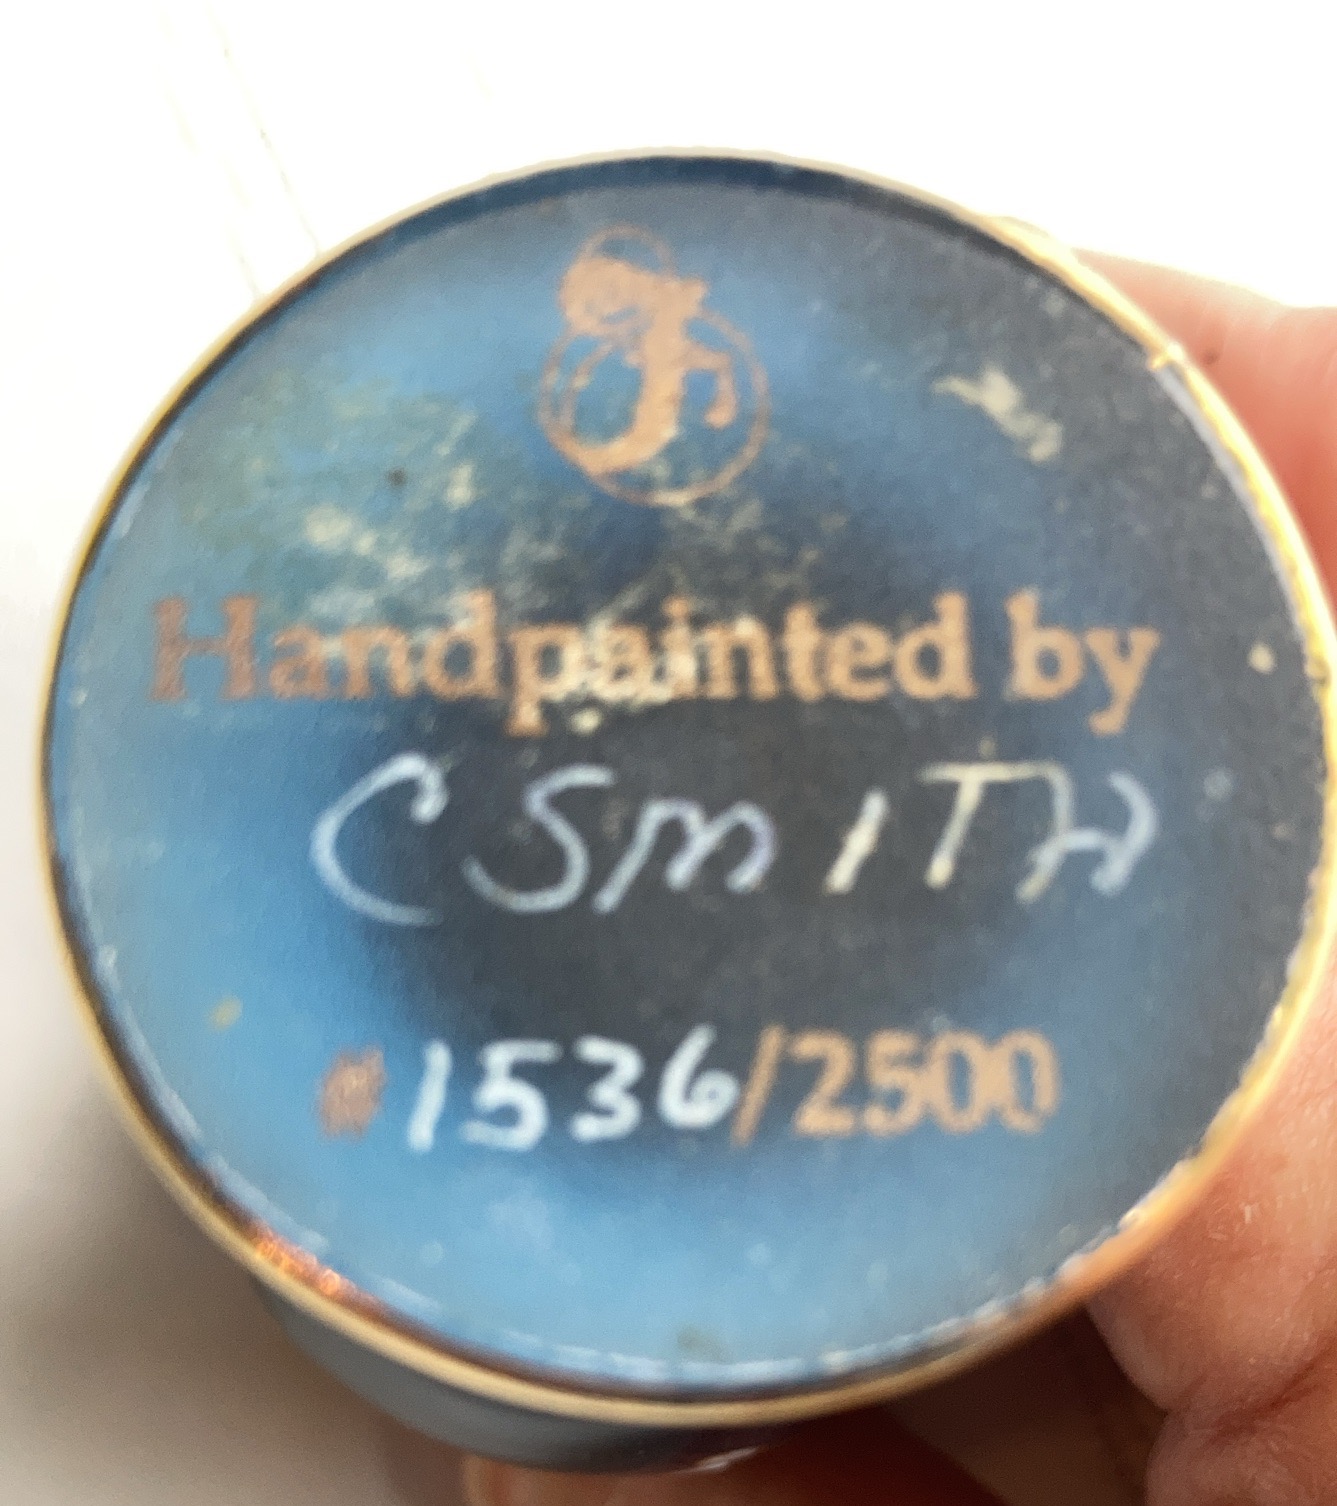 Handpainted by
C SMITH
#1536/2500